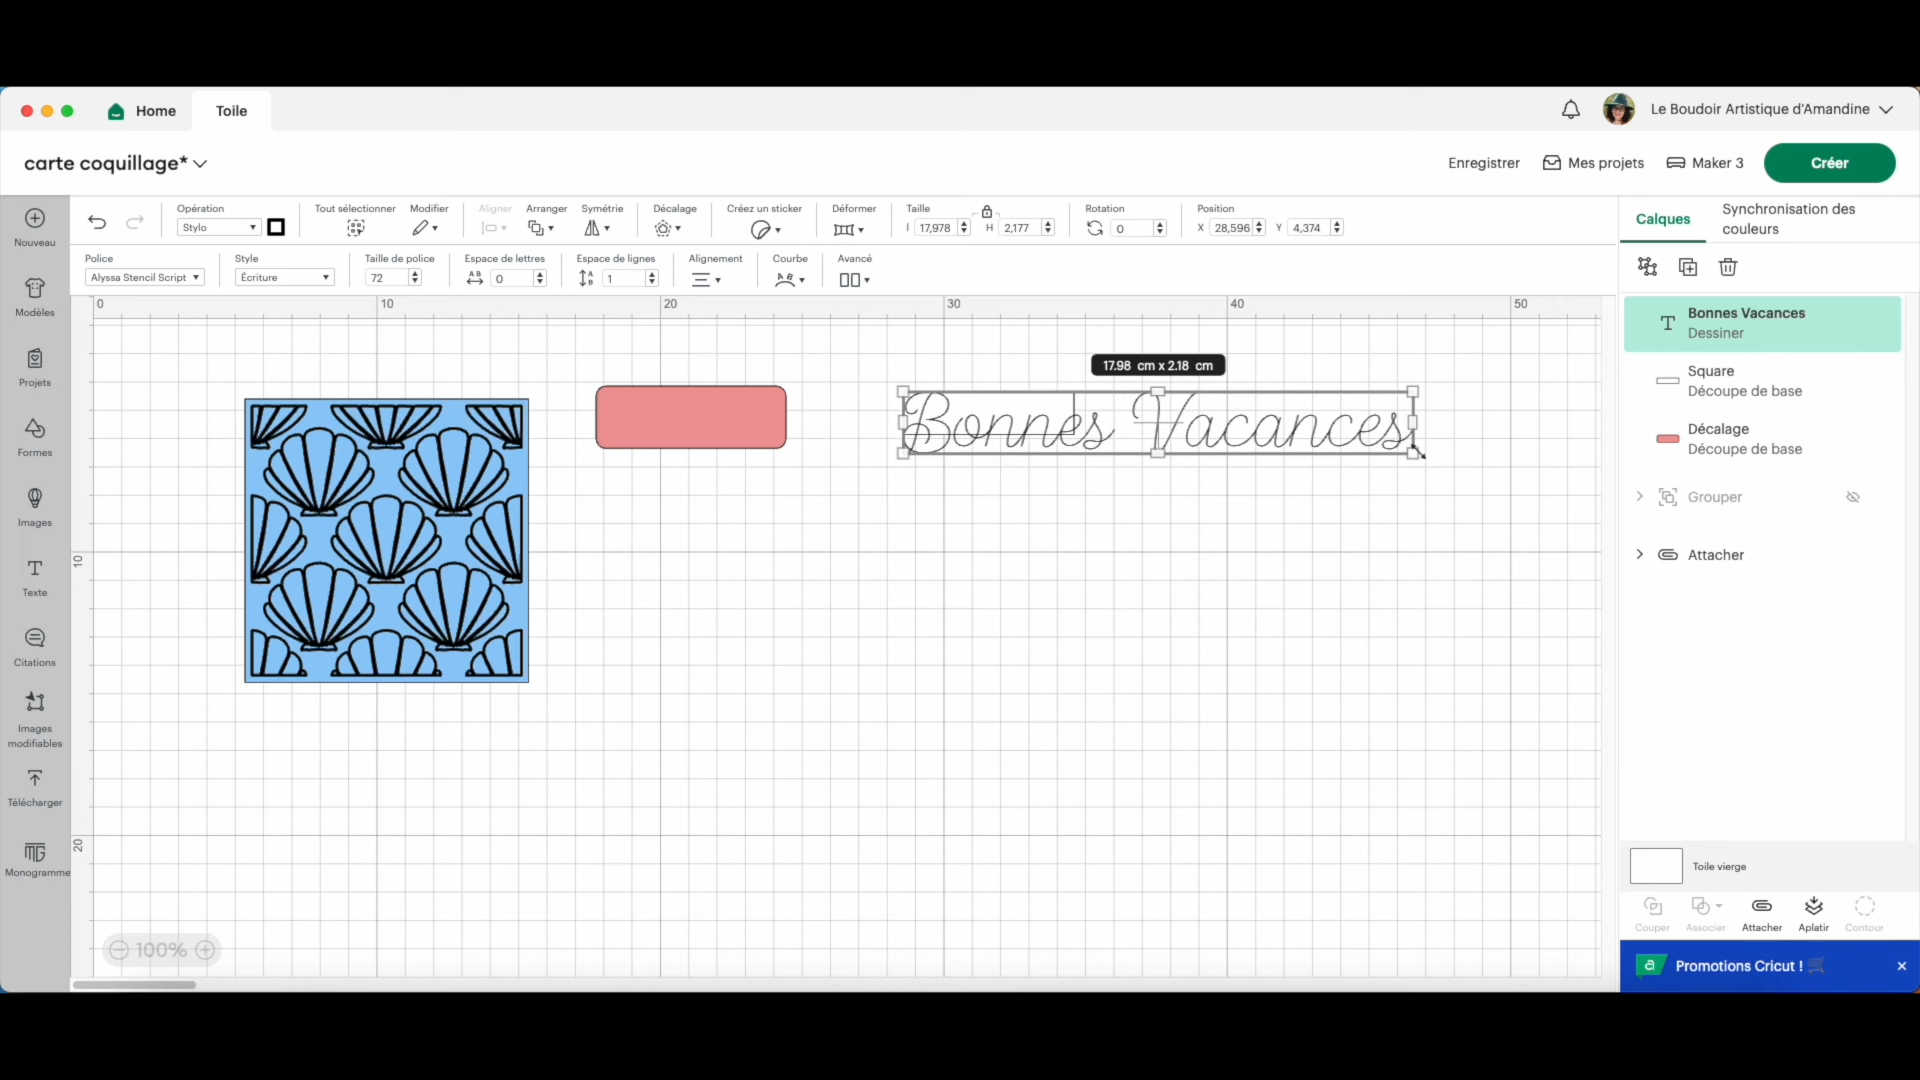 Home
Toile
Le Boudoir Artistique d'Amandine
carte coquillage*
Enregistrer
Mes projets
Maker 3
Créer
Opération
Stylo
Tout sélectionner
Modifier
Aligner
Arranger
Symétrie
Décalage
Créez un sticker
Déformer
Taille
l 17,978
H 2,177
Rotation
0
Position
X 28,596
Y 4,374
Police
Alyssa Stencil Script
Style
Écriture
Taille de police
72
Espace de lettres
0
Espace de lignes
1
Alignement
Courbe
Avancé
Nouveau
Modèles
Projets
Formes
Images
Texte
Citations
Images
modifiables
Télécharger
MG
Monogramme
0
10
20
30
40
50
10
20
17.98 cm x 2.18 cm
Bonnes Vacances
100%
Calques
Synchronisation des
couleurs
Bonnes Vacances
Dessiner
Square
Découpe de base
Décalage
Découpe de base
Grouper
Attacher
Toile vierge
Couper
Associer
Attacher
Aplatir
Contour
Promotions Cricut !